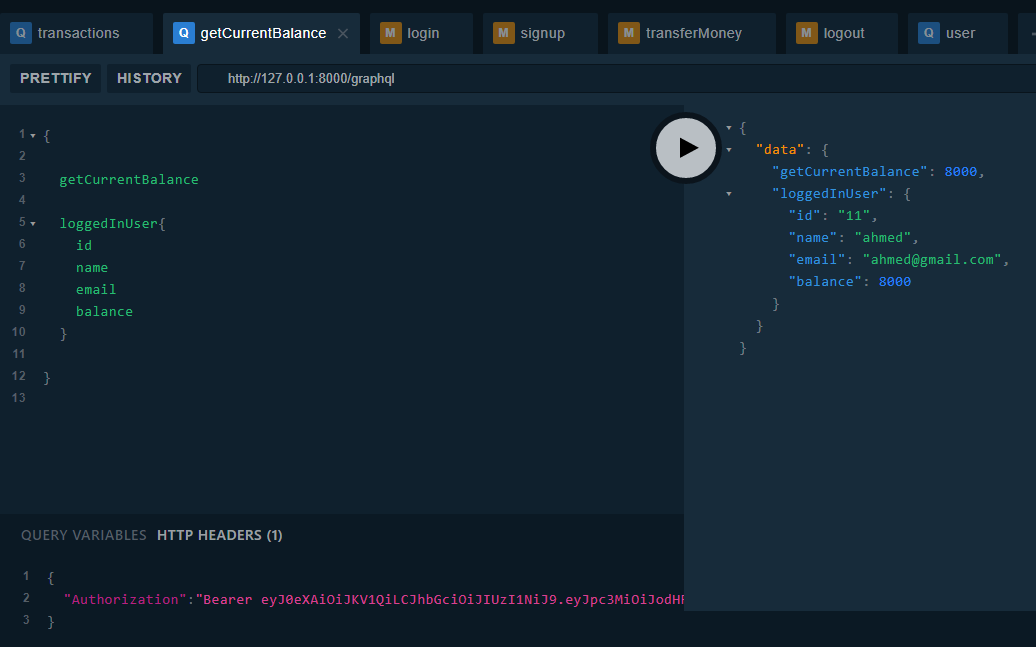 Q transactions
Q getCurrentBalance ×
M login
M signup
M transferMoney
M logout
Q user
PRETTIFY HISTORY http://127.0.0.1:8000/graphql
1 {
2
3 getCurrentBalance
4
5 loggedInUser{
6 id
7 name
8 email
9 balance
10 }
11
12 }
13
{
"data": {
"getCurrentBalance": 8000,
"loggedInUser": {
"id": "11",
"name": "ahmed",
"email": "ahmed@gmail.com",
"balance": 8000
}
}
}
QUERY VARIABLES HTTP HEADERS (1)
1 {
2 "Authorization":"Bearer eyJ0eXAiOiJKV1QiLCJhbGciOiJIUzI1NiJ9.eyJpc3MiOiJodHR
3 }